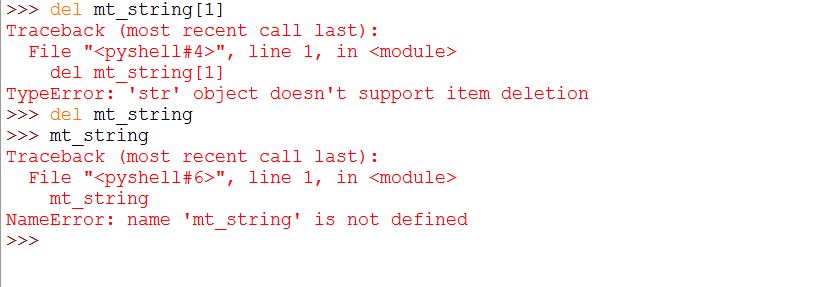 >>> del mt_string[1]
Traceback (most recent call last):
  File "<pyshell#4>", line 1, in <module>
    del mt_string[1]
TypeError: 'str' object doesn't support item deletion
>>> del mt_string
>>> mt_string
Traceback (most recent call last):
  File "<pyshell#6>", line 1, in <module>
    mt_string
NameError: name 'mt_string' is not defined
>>>